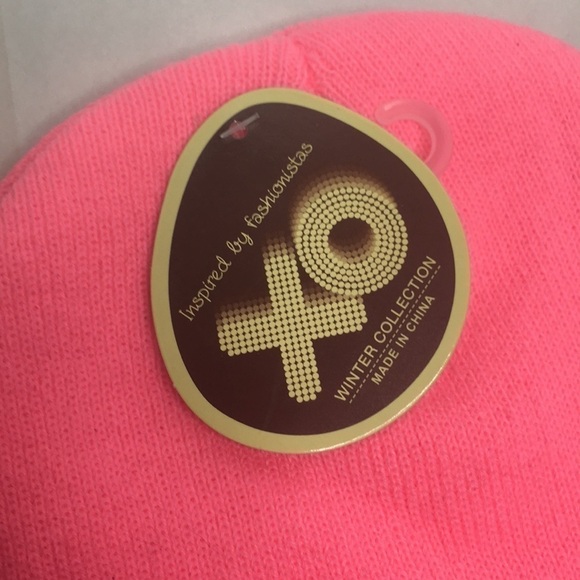 Inspired by fashionistas
XO
WINTER COLLECTION
MADE IN CHINA